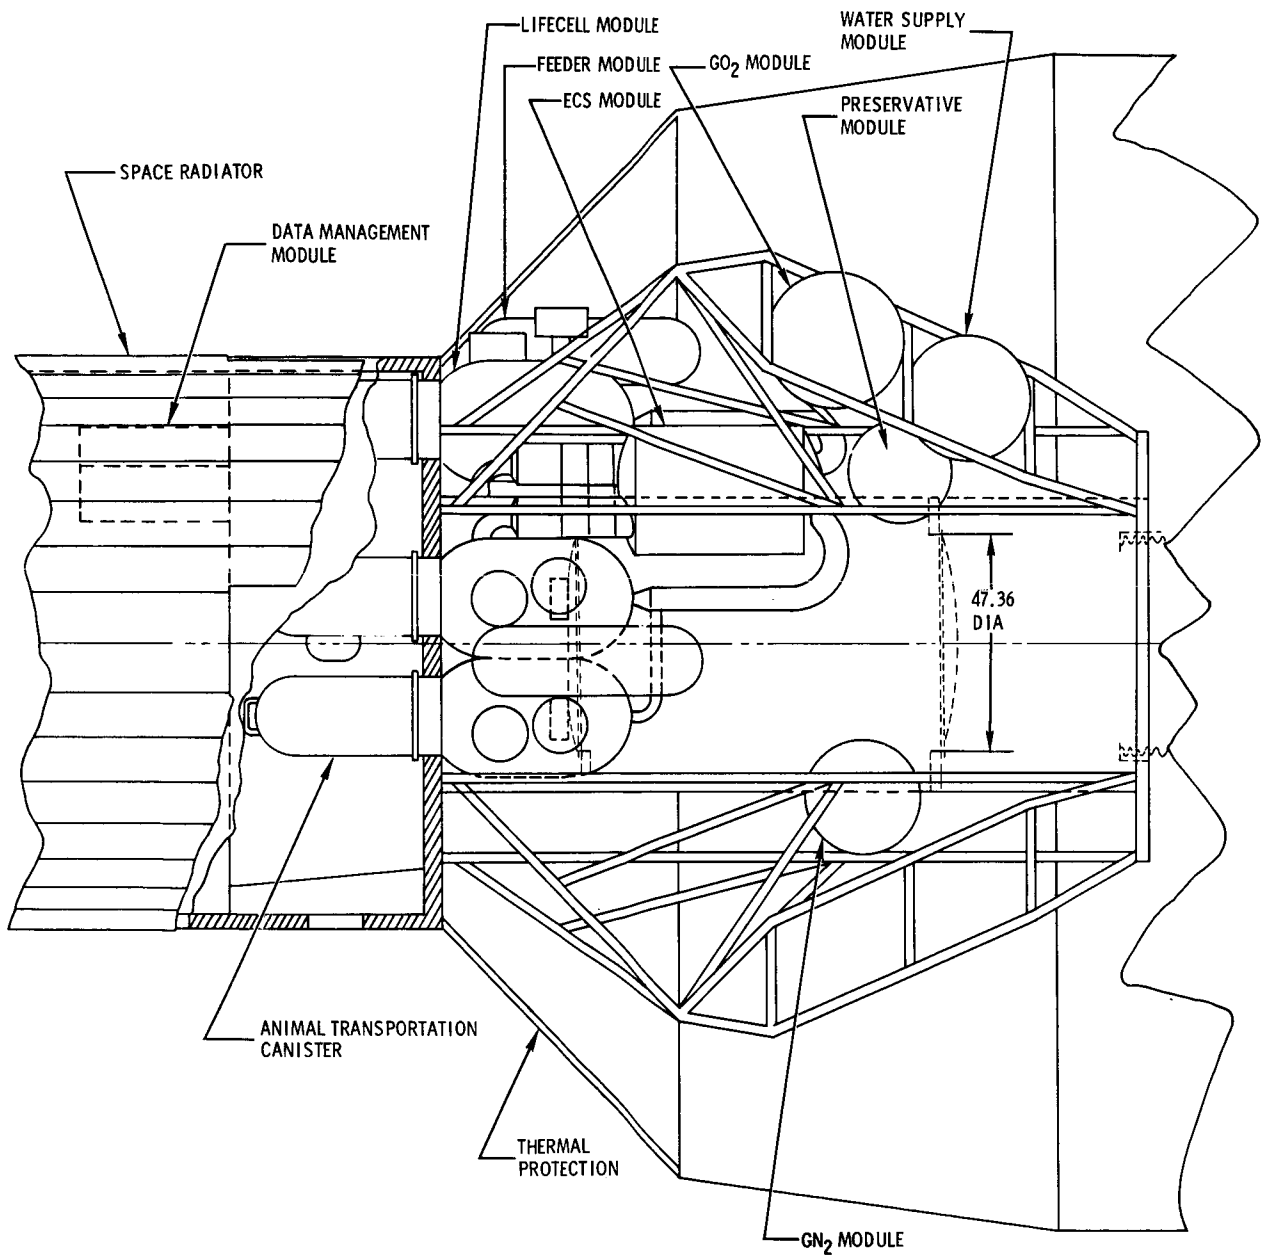 LIFECELL MODULE
FEEDER MODULE
ECS MODULE
GO₂ MODULE
WATER SUPPLY
MODULE
PRESERVATIVE
MODULE
SPACE RADIATOR
DATA MANAGEMENT
MODULE
47.36
DIA
ANIMAL TRANSPORTATION
CANISTER
THERMAL
PROTECTION
GN₂ MODULE